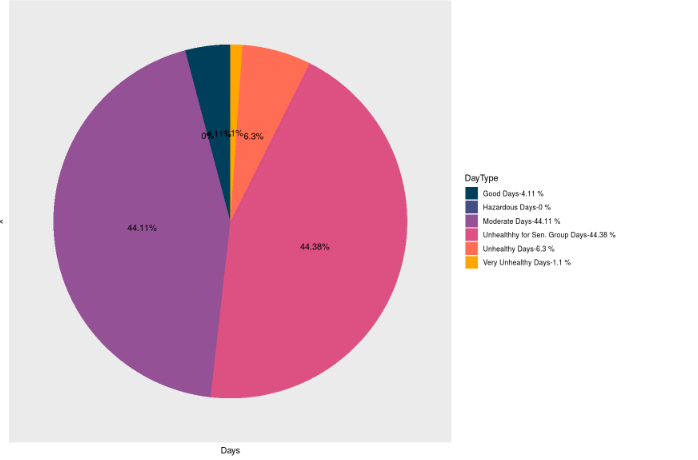 0%
4.11%
1.1%
6.3%
44.11%
44.38%
x
Days
DayType
Good Days-4.11 %
Hazardous Days-0 %
Moderate Days-44.11 %
Unhealhhy for Sen. Group Days-44.38 %
Unhealthy Days-6.3 %
Very Unhealthy Days-1.1 %